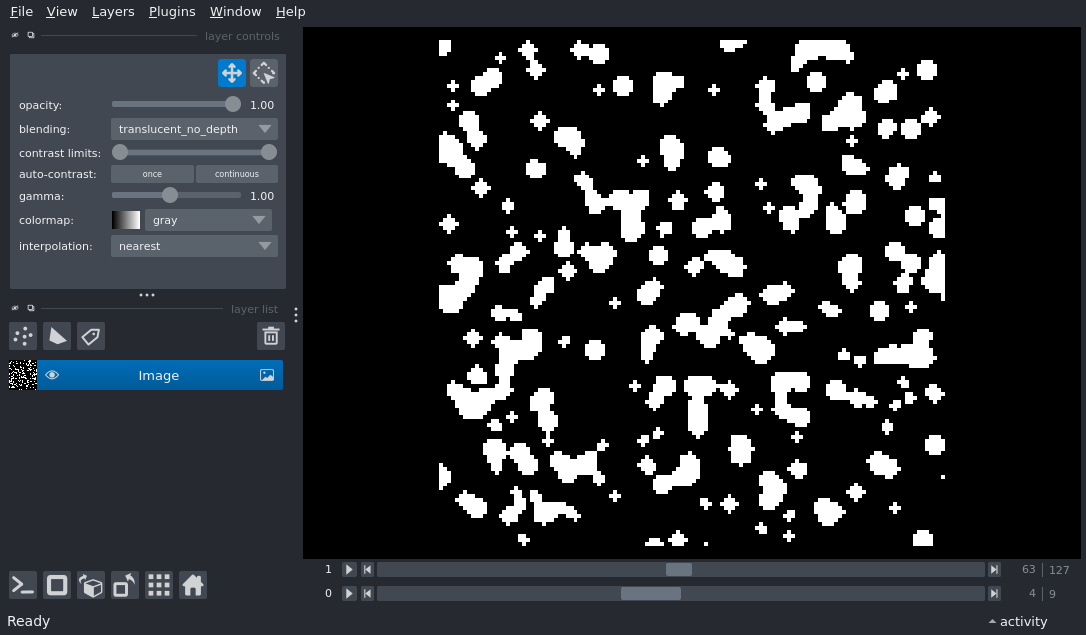 File View Layers Plugins Window Help
layer controls
opacity: 1.00
blending: translucent_no_depth
contrast limits:
auto-contrast: once continuous
gamma: 1.00
colormap: gray
interpolation: nearest
layer list
Image
1 63 127
0 4 9
Ready activity